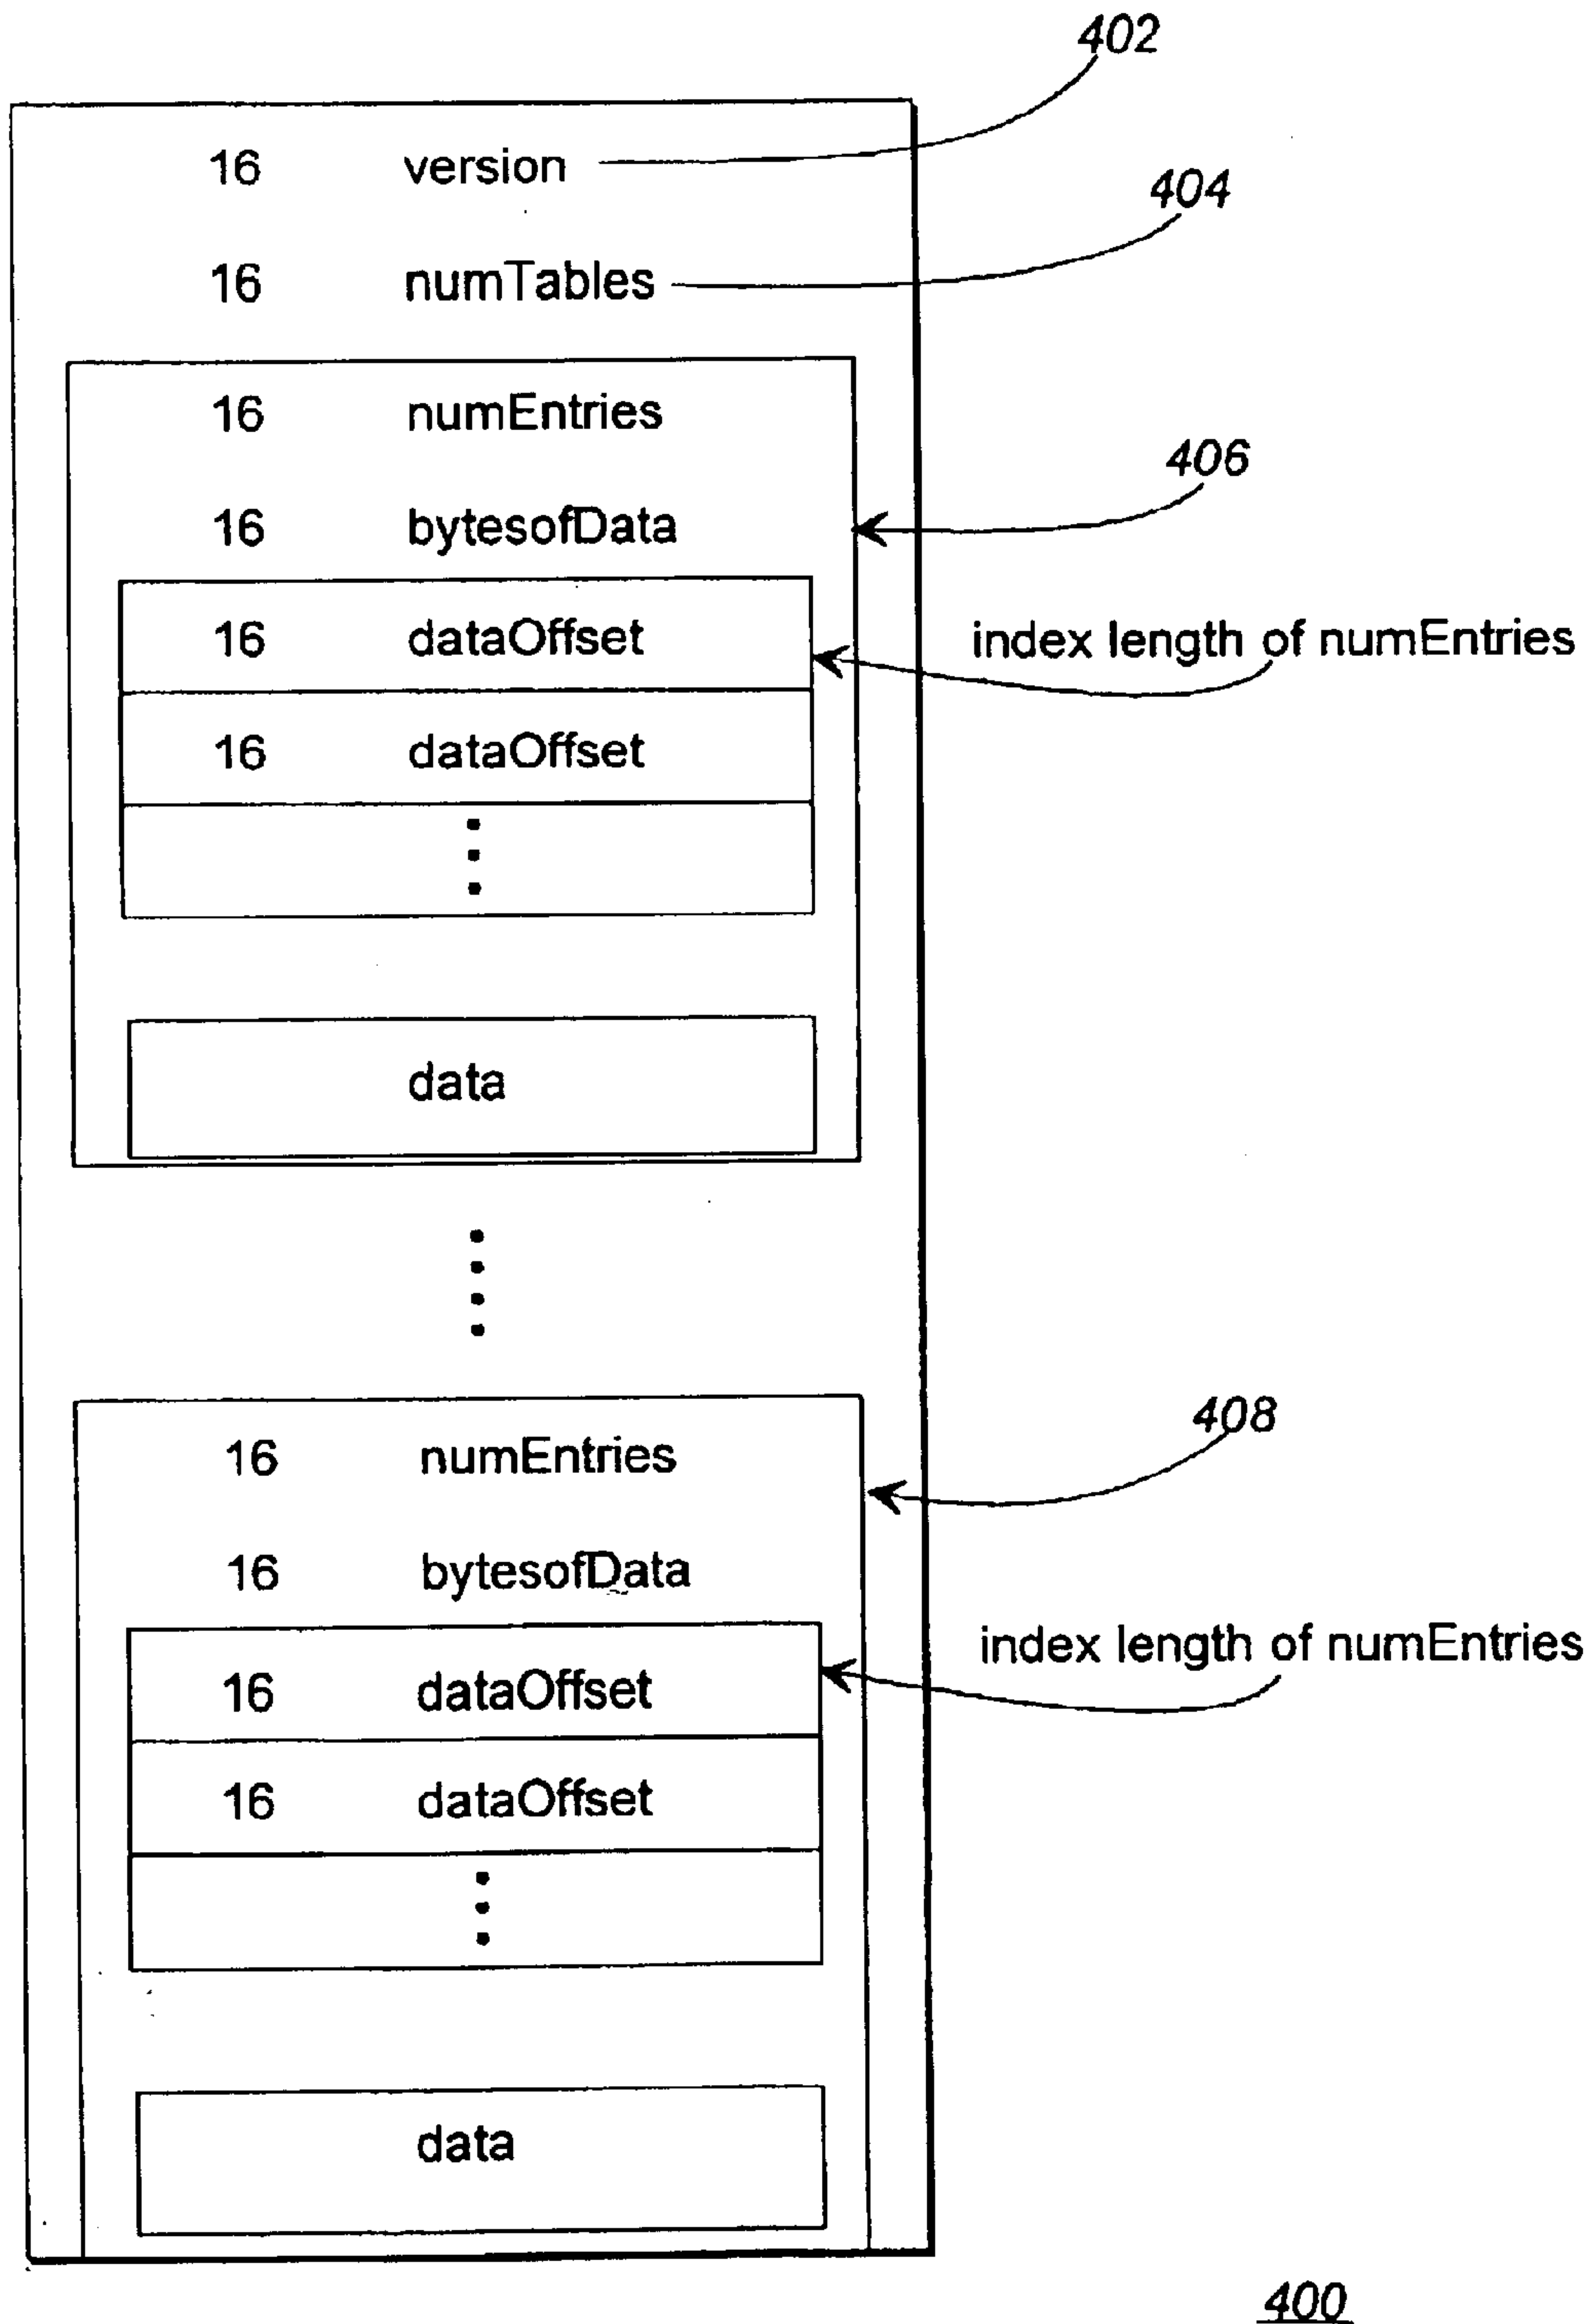 402
16 version
404
16 numTables
16 numEntries
406
16 bytesofData
16 dataOffset
index length of numEntries
16 dataOffset
data
408
16 numEntries
16 bytesofData
index length of numEntries
16 dataOffset
16 dataOffset
data
400